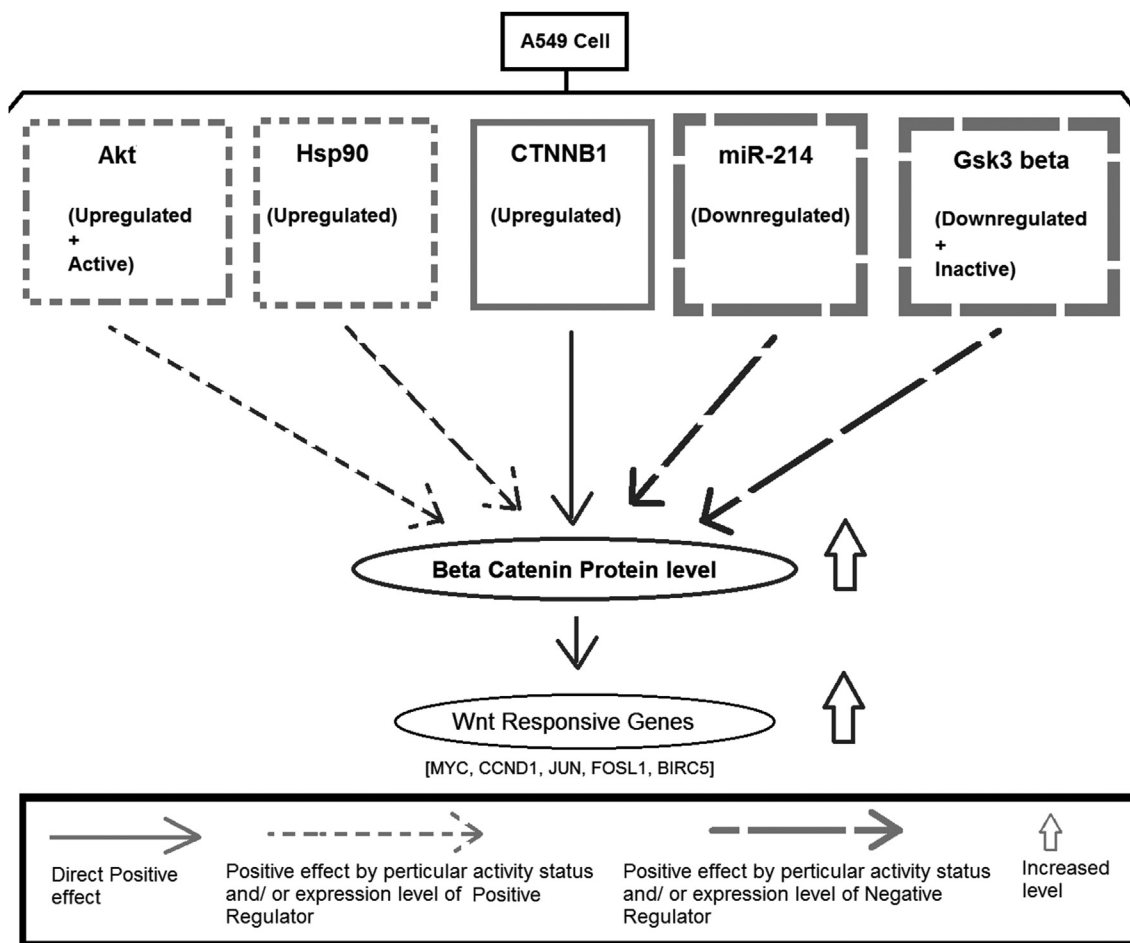 A549 Cell
Akt
(Upregulated
+
Active)
Hsp90
(Upregulated)
CTNNB1
(Upregulated)
miR-214
(Downregulated)
Gsk3 beta
(Downregulated
+
Inactive)
Beta Catenin Protein level
Wnt Responsive Genes
[MYC, CCND1, JUN, FOSL1, BIRC5]
Direct Positive
effect
Positive effect by perticular activity status
and/ or expression level of Positive
Regulator
Positive effect by perticular activity status
and/ or expression level of Negative
Regulator
Increased
level